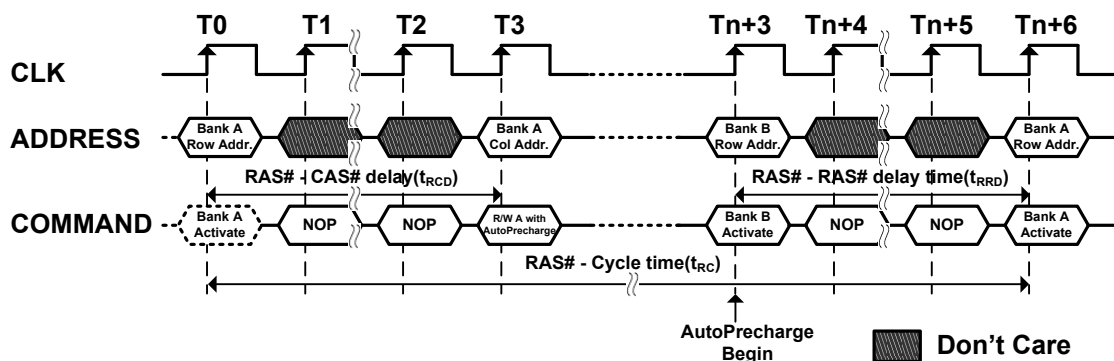 T0 T1 T2 T3 Tn+3 Tn+4 Tn+5 Tn+6
CLK
ADDRESS
Bank A
Row Addr.
Bank A
Col Addr.
Bank B
Row Addr.
Bank A
Row Addr.
RAS# - CAS# delay(tRCD)
RAS# - RAS# delay time(tRRD)
COMMAND
Bank A
Activate
NOP
NOP
R/W A with
AutoPrecharge
Bank B
Activate
NOP
NOP
Bank A
Activate
RAS# - Cycle time(tRC)
AutoPrecharge
Begin
Don't Care